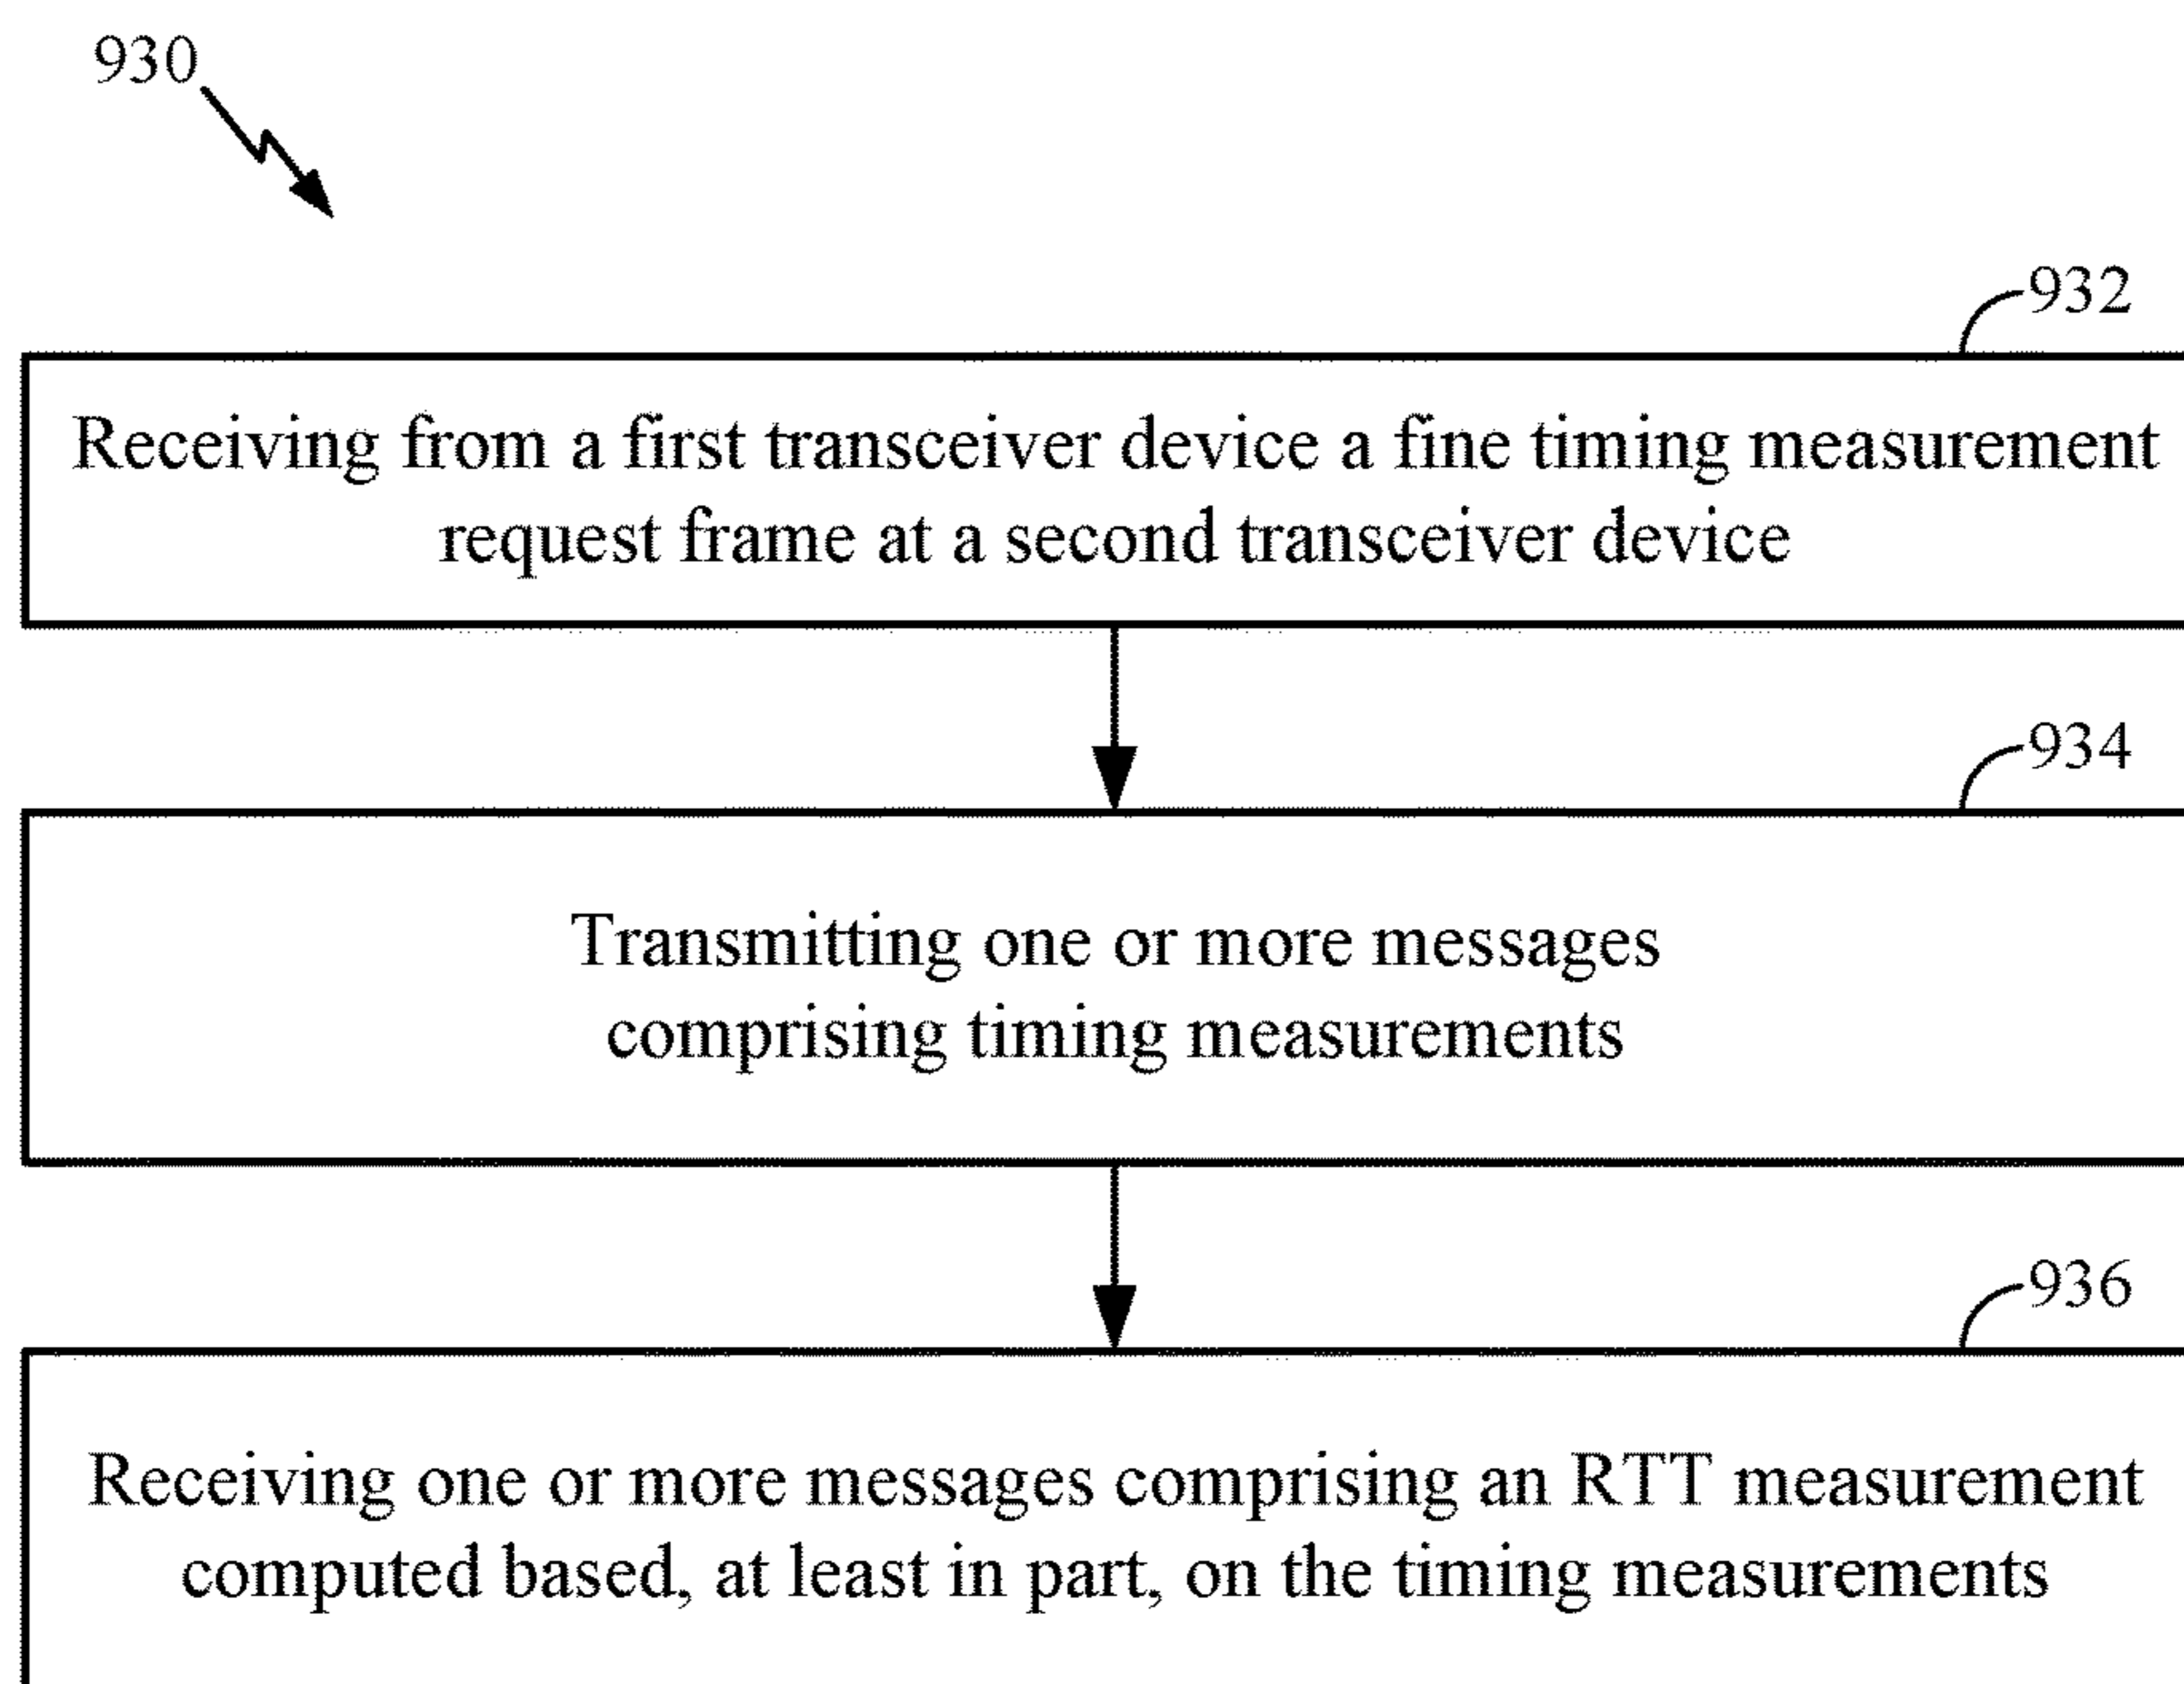 930
932
Receiving from a first transceiver device a fine timing measurement
request frame at a second transceiver device
934
Transmitting one or more messages
comprising timing measurements
936
Receiving one or more messages comprising an RTT measurement
computed based, at least in part, on the timing measurements